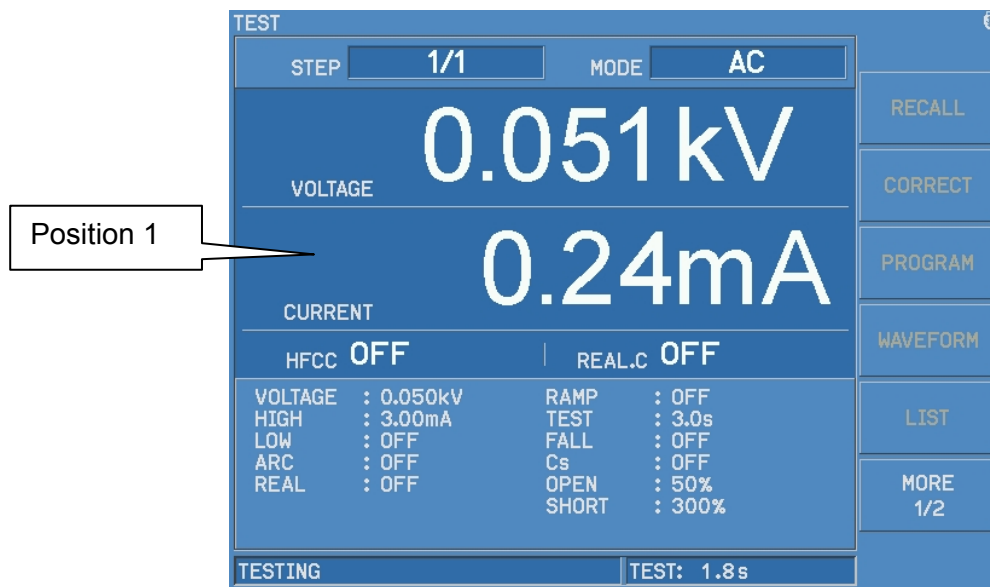 TEST
STEP 1/1 MODE AC
0.051kV
VOLTAGE
Position 1
0.24mA
CURRENT
HFCC OFF REAL.C OFF
VOLTAGE : 0.050kV RAMP : OFF
HIGH : 3.00mA TEST : 3.0s
LOW : OFF FALL : OFF
ARC : OFF Cs : OFF
REAL : OFF OPEN : 50%
SHORT : 300%
TESTING TEST: 1.8s
RECALL
CORRECT
PROGRAM
WAVEFORM
LIST
MORE
1/2